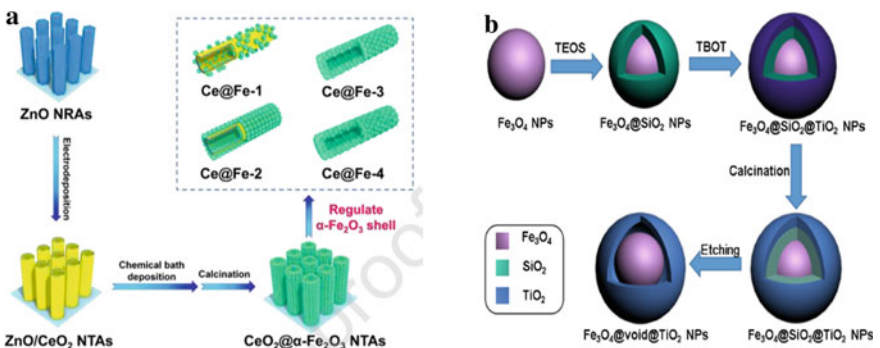 a
ZnO NRAs
Electrodeposition
ZnO/CeO₂ NTAs
Chemical bath
deposition
Calcination
CeO₂@α-Fe₂O₃ NTAs
Regulate
α-Fe₂O₃ shell
Ce@Fe-1
Ce@Fe-3
Ce@Fe-2
Ce@Fe-4
proof
b
Fe₃O₄ NPs
TEOS
Fe₃O₄@SiO₂ NPs
TBOT
Fe₃O₄@SiO₂@TiO₂ NPs
Calcination
Fe₃O₄@SiO₂@TiO₂ NPs
Etching
Fe₃O₄@void@TiO₂ NPs
Fe₃O₄
SiO₂
TiO₂